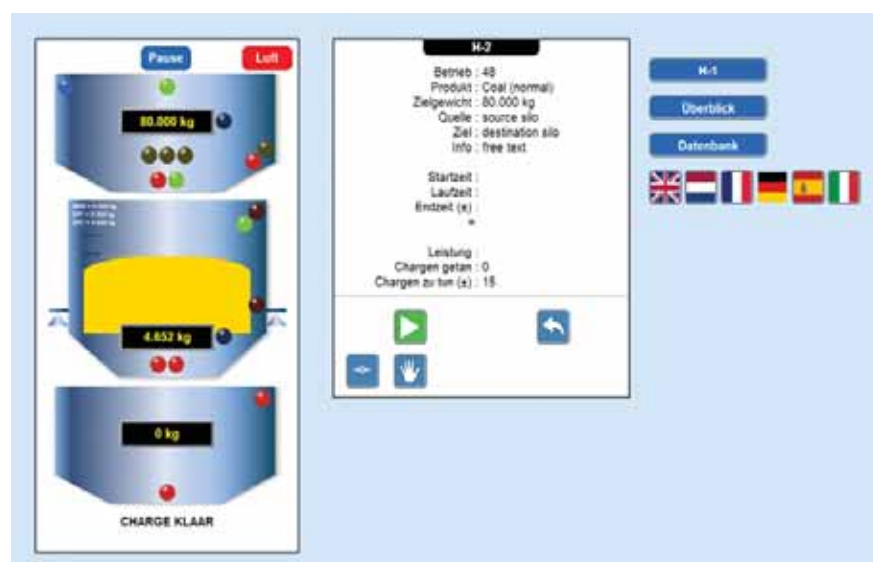 Pause
Luft
80.000 kg
4.652 kg
0 kg
CHARGE KLAAR
H-2
Betrieb : 48
Produkt : Coal (normal)
Zielgewicht : 80.000 kg
Quelle : source silo
Ziel : destination silo
Info : free text
Startzeit :
Laufzeit :
Endzeit (±) :
Leistung :
Chargen getan : 0
Chargen zu tun (±) : 15
H-1
Überblick
Datenbank